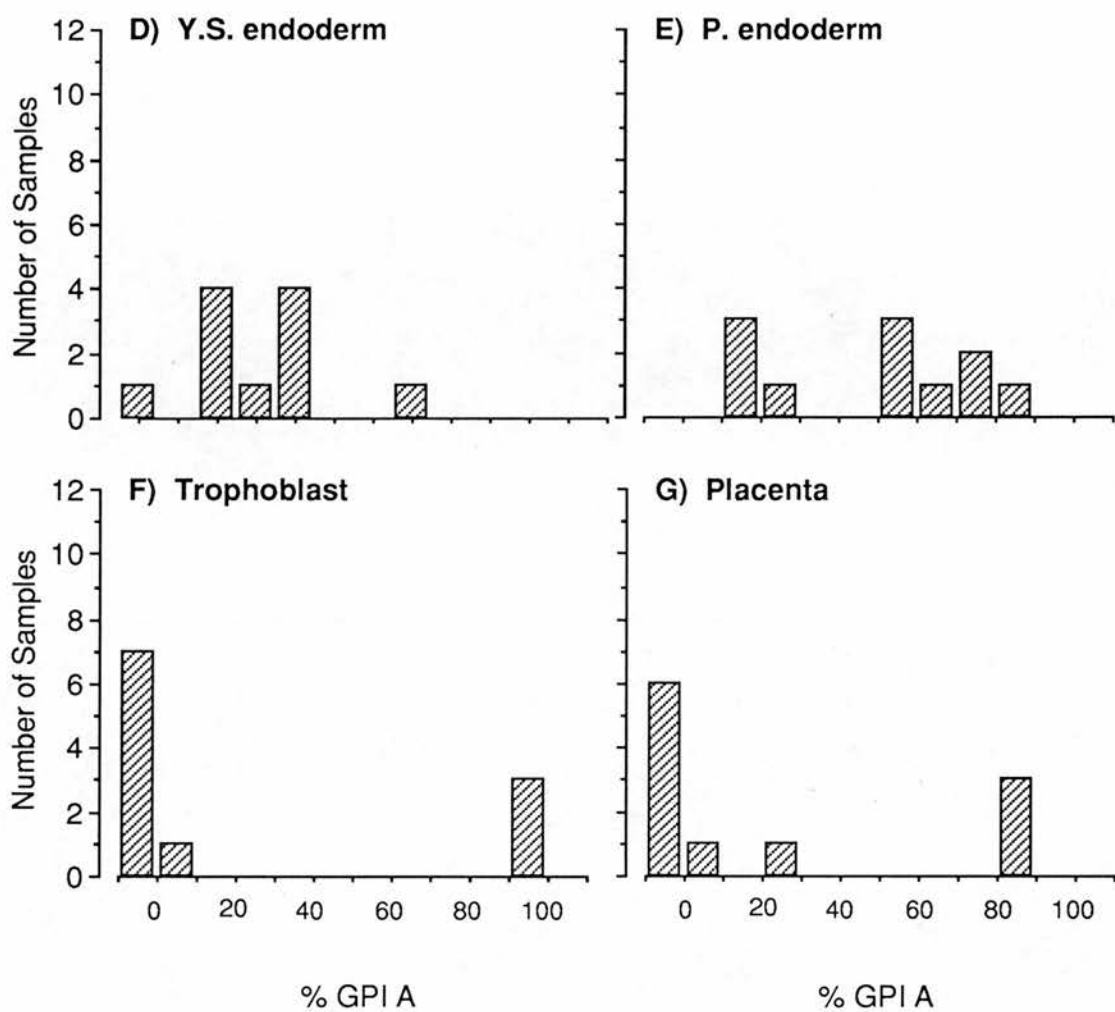 D) Y.S. endoderm
E) P. endoderm
Number of Samples
12
10
8
6
4
2
0
F) Trophoblast
G) Placenta
Number of Samples
12
10
8
6
4
2
0
0 20 40 60 80 100
0 20 40 60 80 100
% GPI A
% GPI A